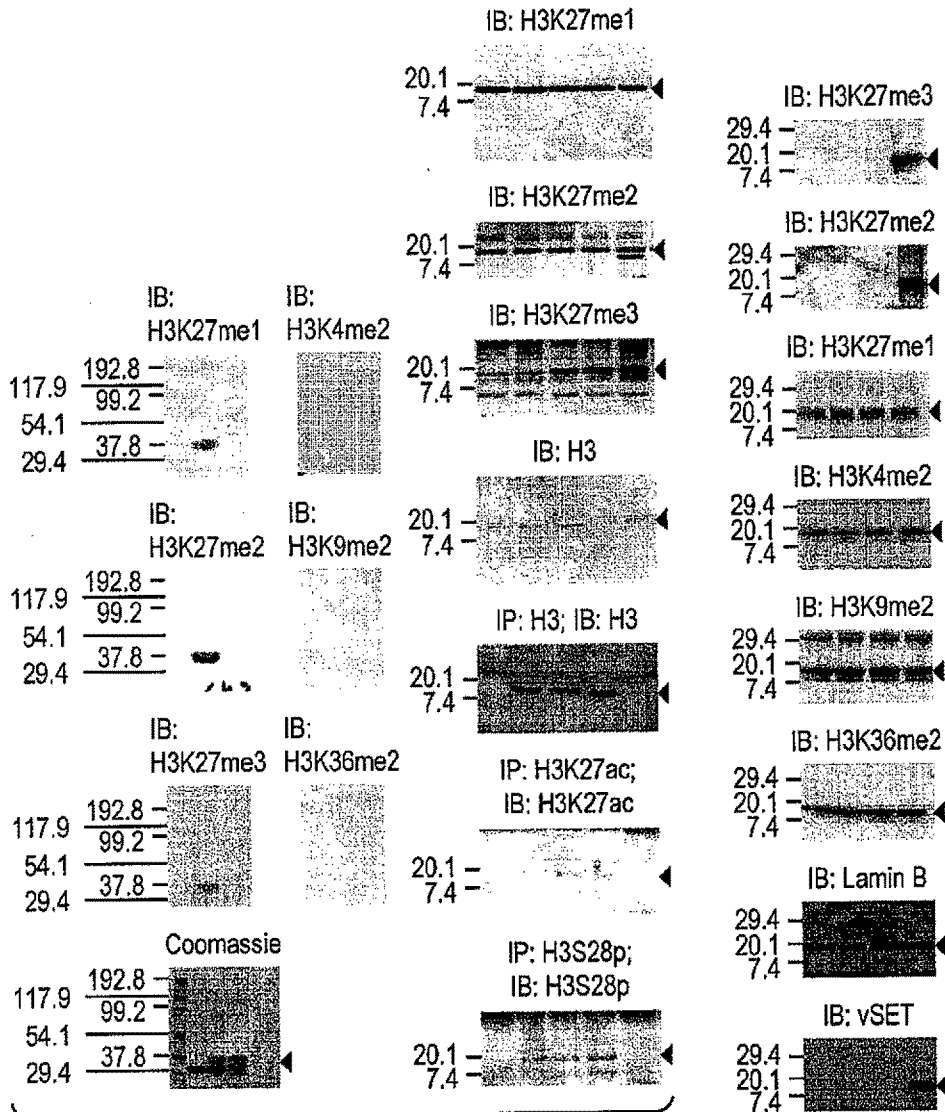 IB: H3K27me1
20.1
7.4
IB: H3K27me2
20.1
7.4
IB: H3K27me3
20.1
7.4
IB: H3
20.1
7.4
IP: H3; IB: H3
20.1
7.4
IP: H3K27ac;
IB: H3K27ac
20.1
7.4
IP: H3S28p;
IB: H3S28p
20.1
7.4
IB:
H3K27me1
IB:
H3K4me2
192.8
117.9
99.2
54.1
37.8
29.4
IB:
H3K27me2
IB:
H3K9me2
192.8
117.9
99.2
54.1
37.8
29.4
IB:
H3K27me3
IB:
H3K36me2
192.8
117.9
99.2
54.1
37.8
29.4
Coomassie
192.8
117.9
99.2
54.1
37.8
29.4
IB: H3K27me3
29.4
20.1
7.4
IB: H3K27me2
29.4
20.1
7.4
IB: H3K27me1
29.4
20.1
7.4
IB: H3K4me2
29.4
20.1
7.4
IB: H3K9me2
29.4
20.1
7.4
IB: H3K36me2
29.4
20.1
7.4
IB: Lamin B
29.4
20.1
7.4
IB: vSET
29.4
20.1
7.4